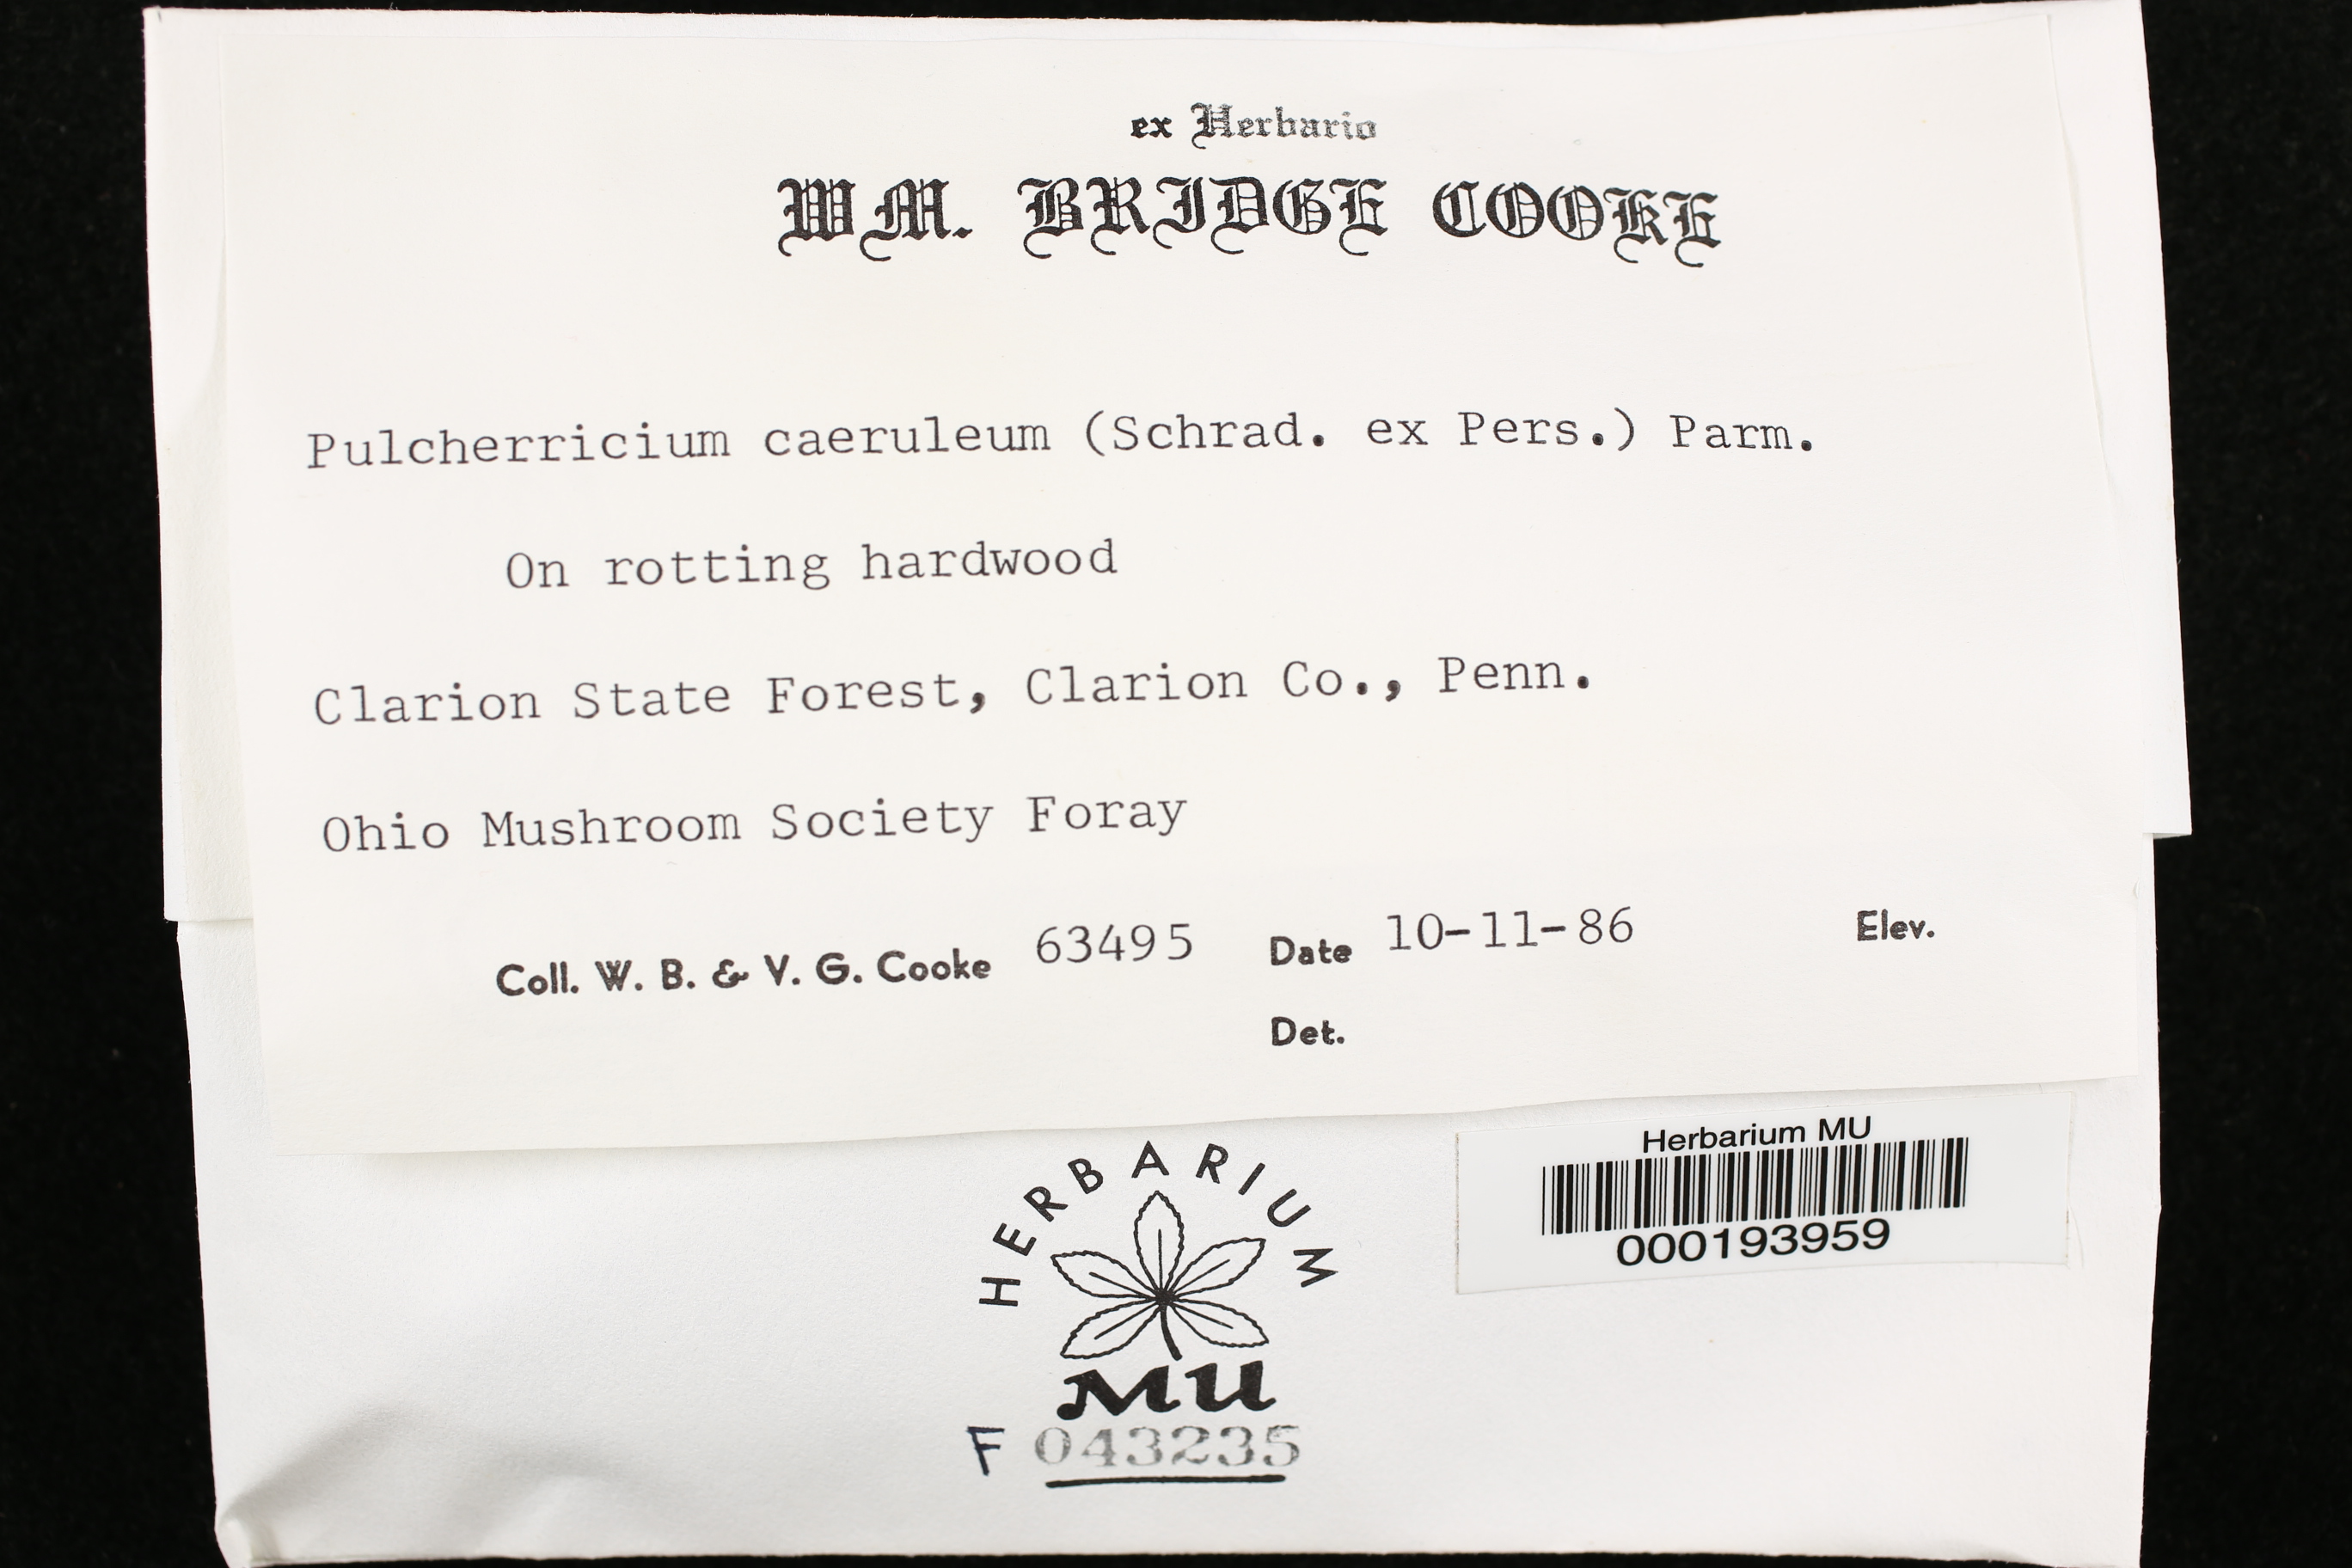 ex Herbario
WM. BRIDGE COOKE
Pulcherricium caeruleum (Schrad. ex Pers.) Parm.
On rotting hardwood
Clarion State Forest, Clarion Co., Penn.
Ohio Mushroom Society Foray
Coll. W. B. & V. G. Cooke 63495 Date 10-11-86 Elev.
Det.
Herbarium MU
000193959
HERBARIUM
MU
F 043235